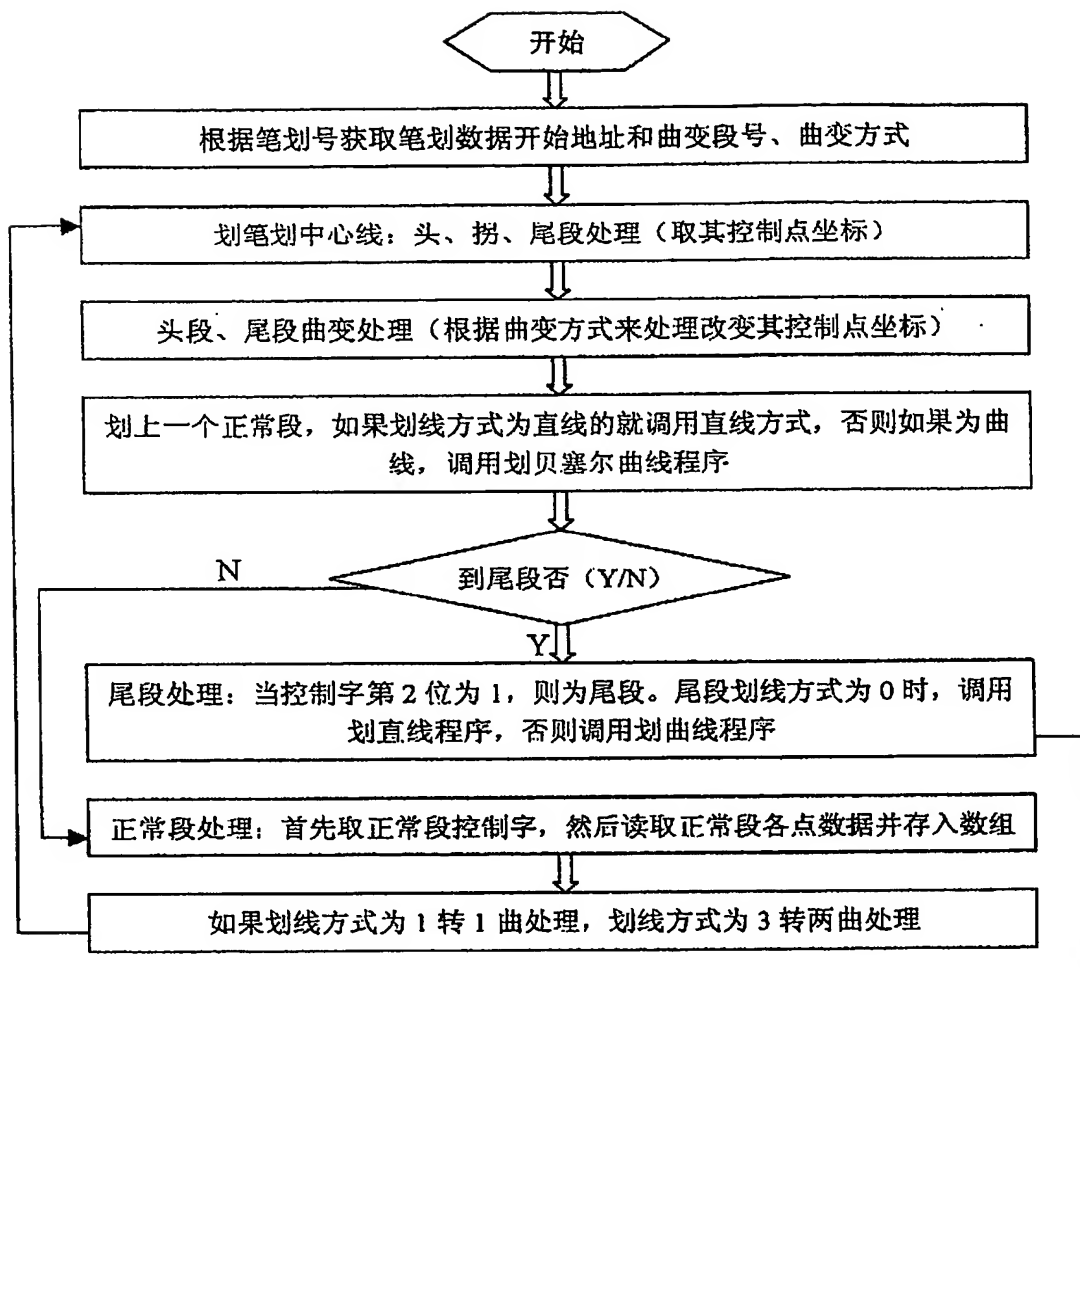 开始
根据笔划号获取笔划数据开始地址和曲变段号、曲变方式
划笔划中心线：头、拐、尾段处理（取其控制点坐标）
头段、尾段曲变处理（根据曲变方式来处理改变其控制点坐标）
划上一个正常段，如果划线方式为直线的就调用直线方式，否则如果为曲
线，调用划贝塞尔曲线程序
N
到尾段否（Y/N）
Y
尾段处理：当控制字第2位为1，则为尾段。尾段划线方式为0时，调用
划直线程序，否则调用划曲线程序
正常段处理：首先取正常段控制字，然后读取正常段各点数据并存入数组
如果划线方式为1转1曲处理，划线方式为3转两曲处理